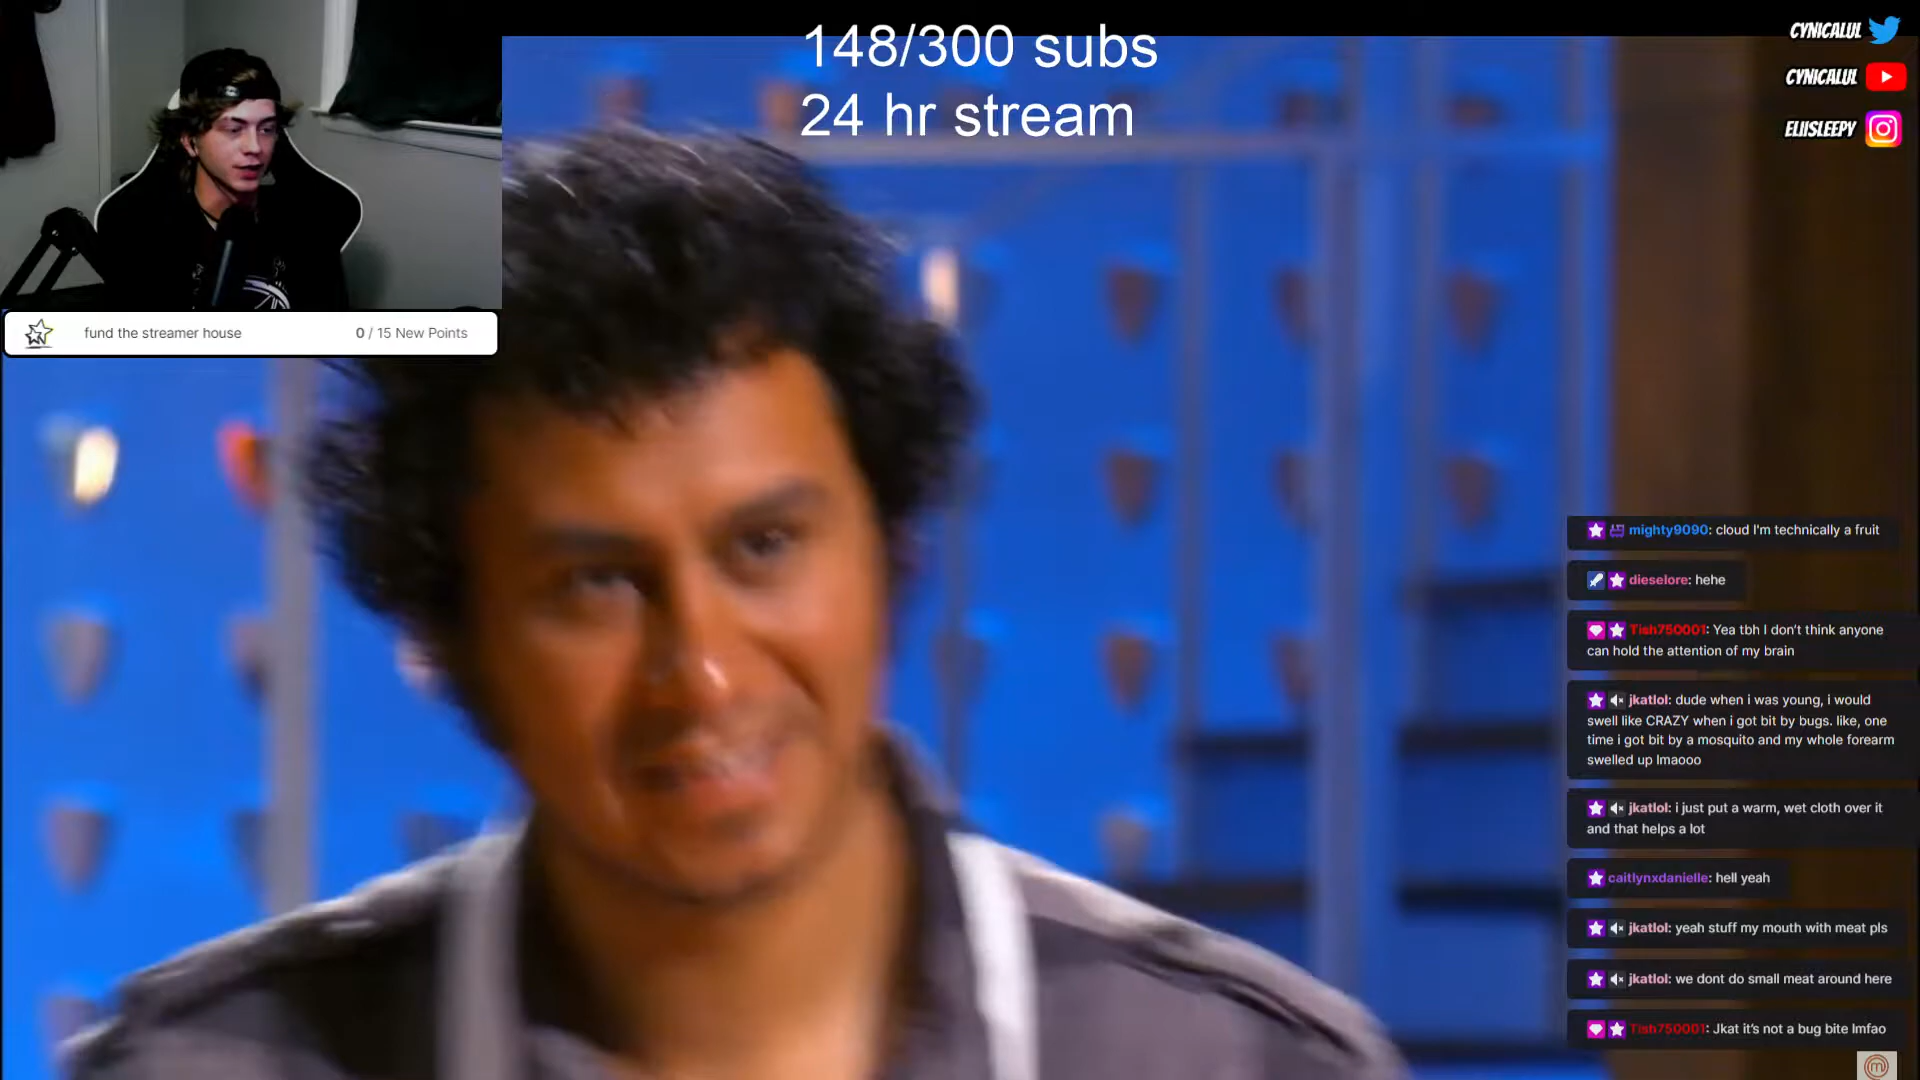 148/300 subs
24 hr stream
CYNICALUL
CYNICALUL
ELIISLEEPY
fund the streamer house 0 / 15 New Points
mighty9090: cloud I'm technically a fruit
dieselore: hehe
Tish750001: Yea tbh I don't think anyone
can hold the attention of my brain
jkatlol: dude when i was young, i would
swell like CRAZY when i got bit by bugs. like, one
time i got bit by a mosquito and my whole forearm
swelled up lmaooo
jkatlol: i just put a warm, wet cloth over it
and that helps a lot
caitlynxdanielle: hell yeah
jkatlol: yeah stuff my mouth with meat pls
jkatlol: we dont do small meat around here
Tish750001: Jkat it's not a bug bite lmfao